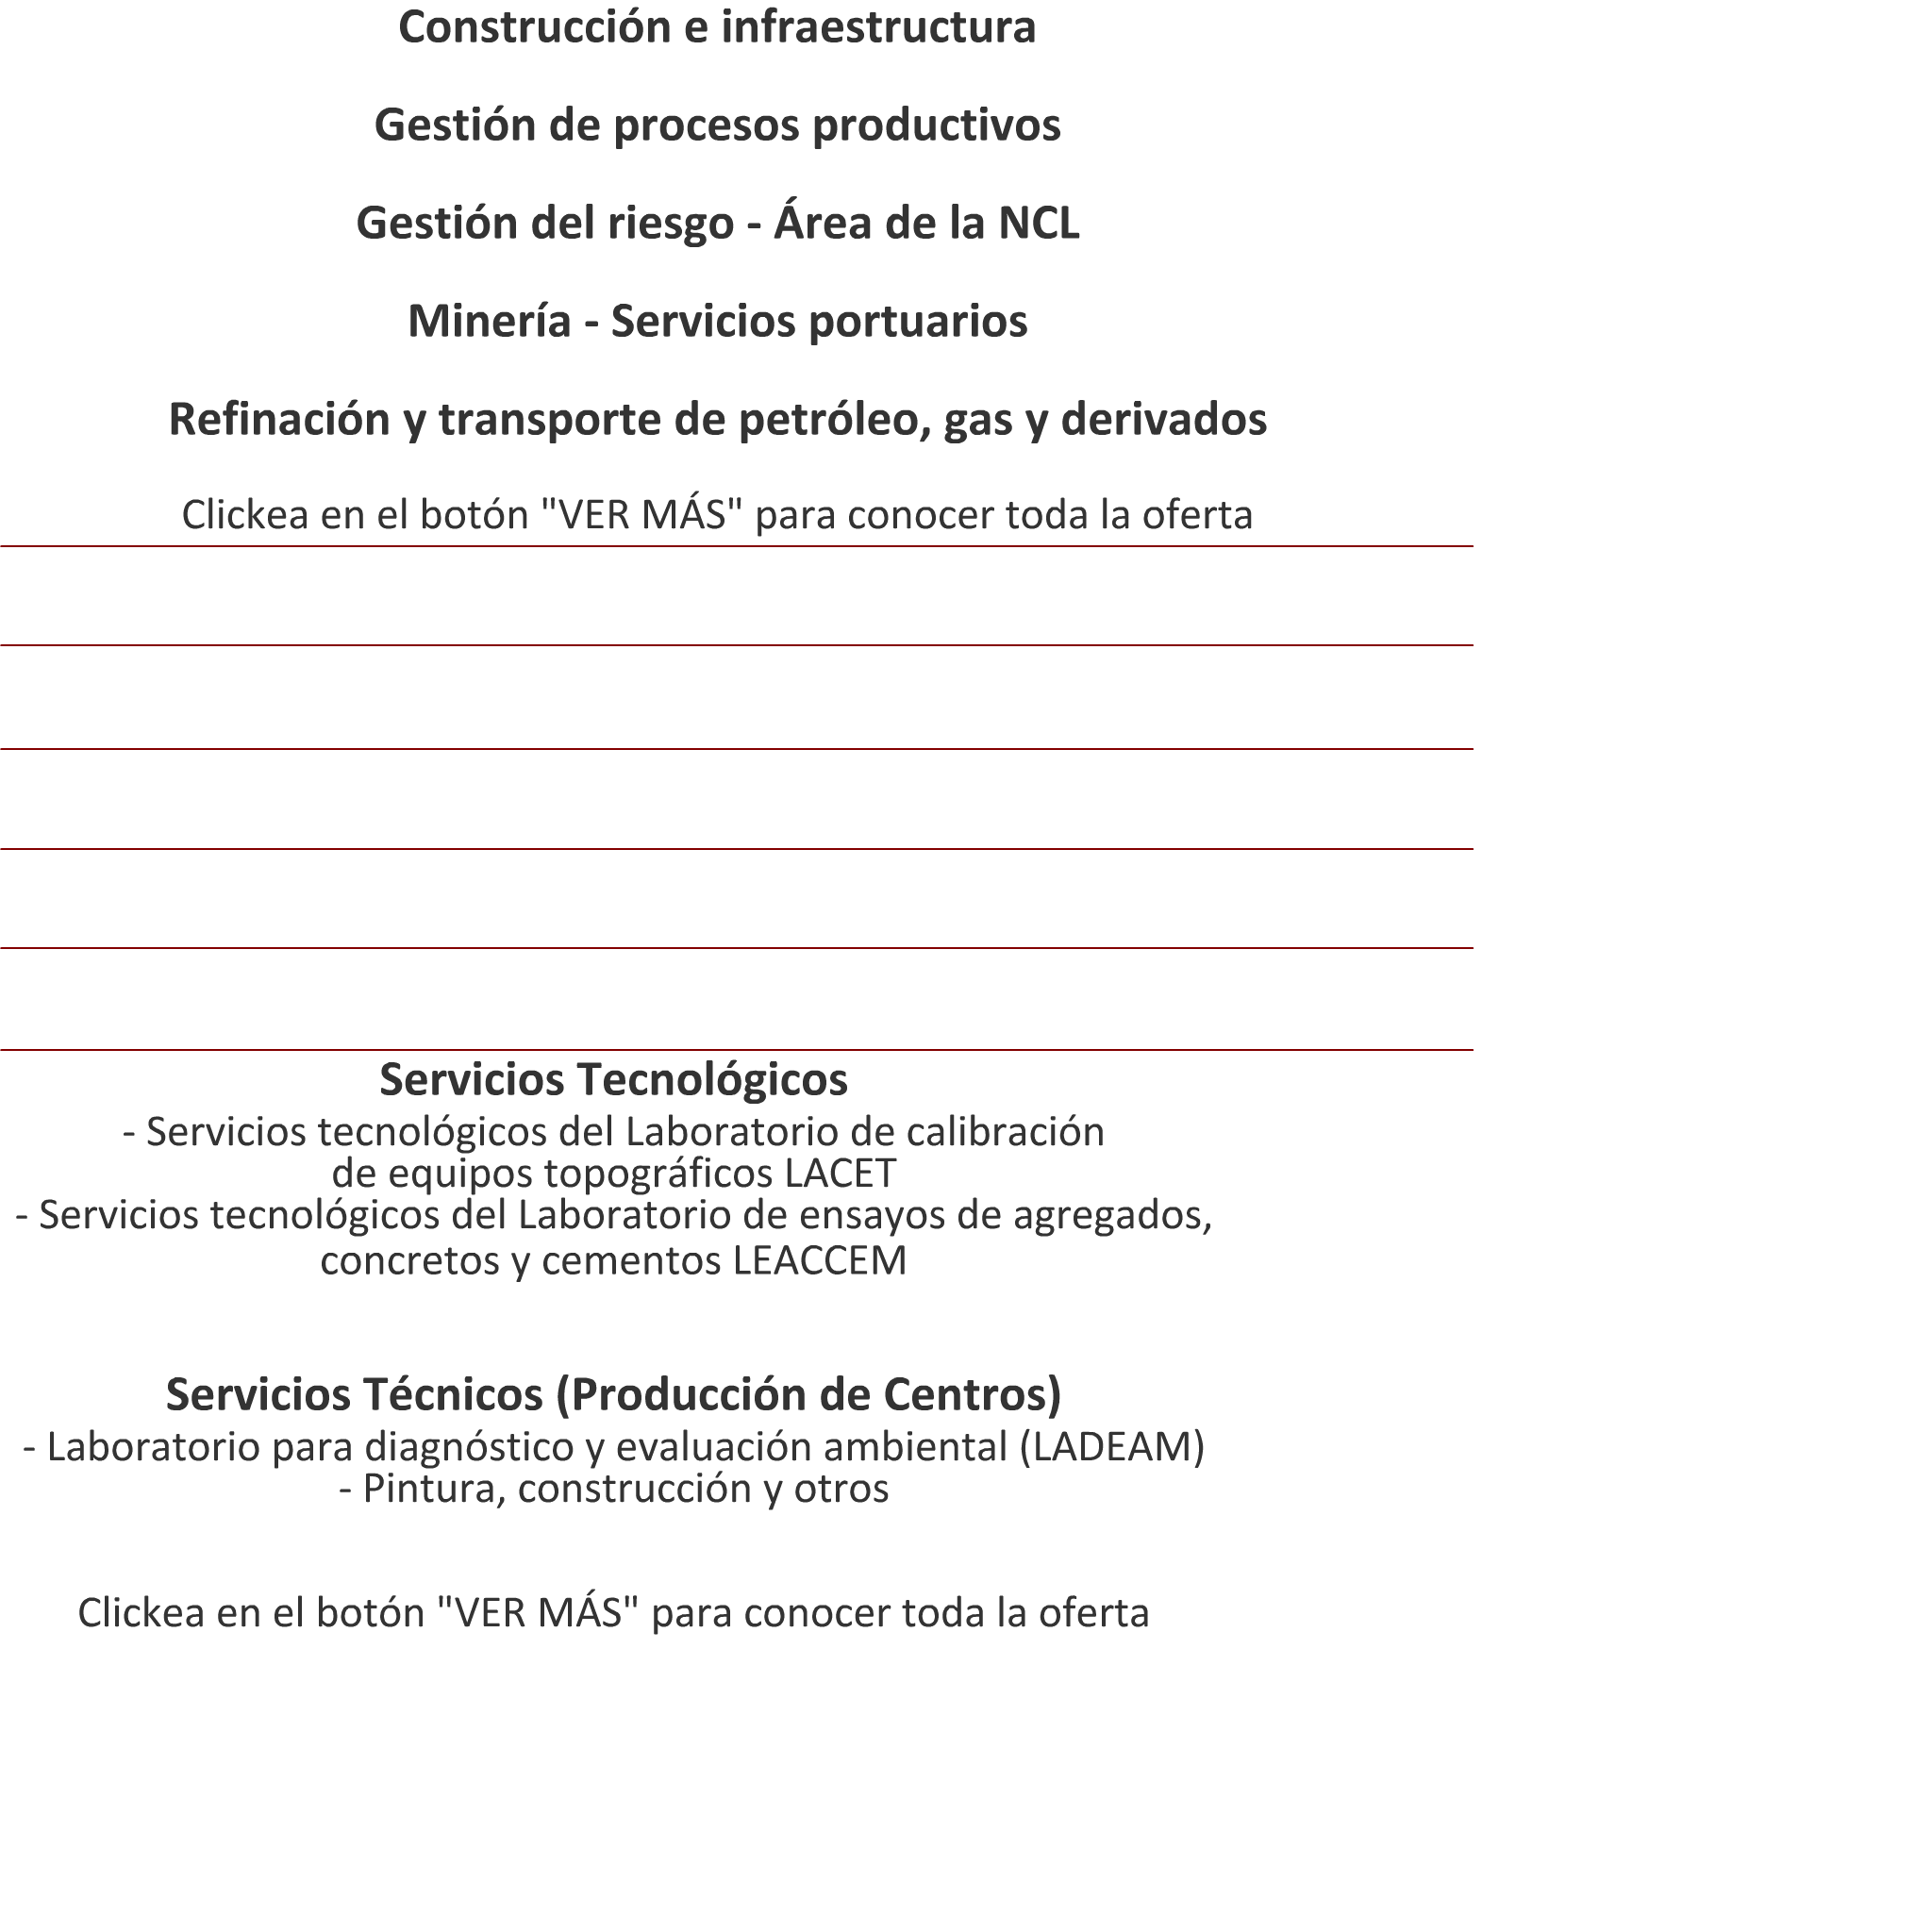 Construcción e infraestructura
Gestión de procesos productivos
Gestión del riesgo - Área de la NCL
Minería - Servicios portuarios
Refinación y transporte de petróleo, gas y derivados
Clickea en el botón "VER MÁS" para conocer toda la oferta
Servicios Tecnológicos
- Servicios tecnológicos del Laboratorio de calibración
de equipos topográficos LACET
- Servicios tecnológicos del Laboratorio de ensayos de agregados,
concretos y cementos LEACCEM
Servicios Técnicos (Producción de Centros)
- Laboratorio para diagnóstico y evaluación ambiental (LADEAM)
- Pintura, construcción y otros
Clickea en el botón "VER MÁS" para conocer toda la oferta